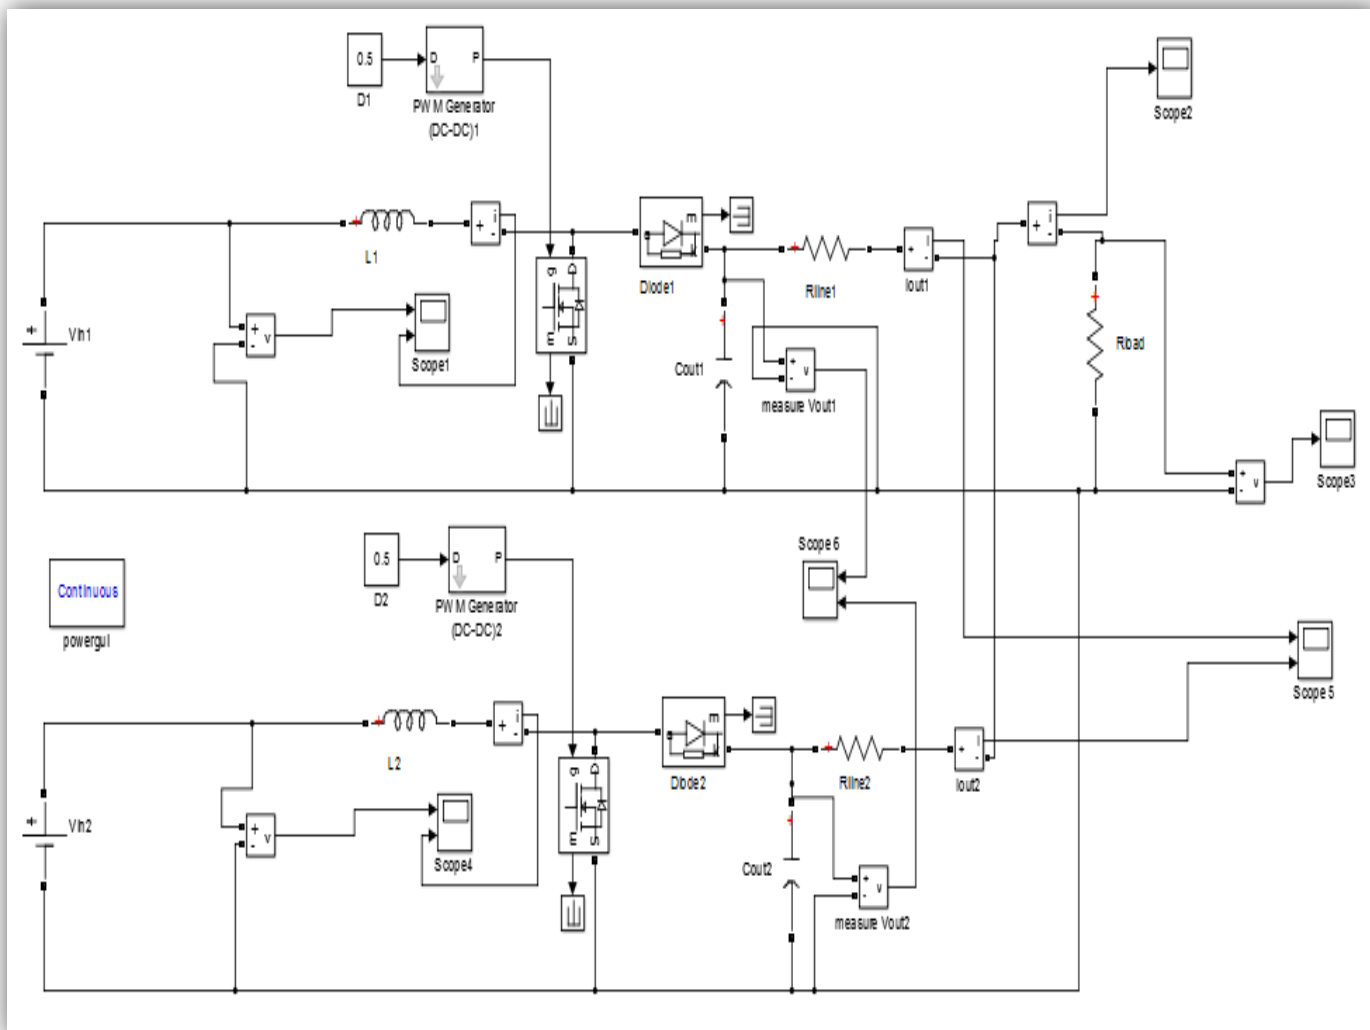 0.5
D1
D
P
PWM Generator
(DC-DC)1
Scope2
+
i
-
L1
Vin1
+
v
-
Scope1
g
D
m
S
m
Diode1
Rline1
+
i
-
Iout1
+
i
-
Rload
Cout1
+
v
-
measure Vout1
+
v
-
Scope3
Continuous
powergui
0.5
D2
D
P
PWM Generator
(DC-DC)2
Scope 6
Scope 5
+
i
-
L2
Vin2
+
v
-
Scope4
g
D
m
S
m
Diode2
Rline2
+
i
-
Iout2
Cout2
+
v
-
measure Vout2